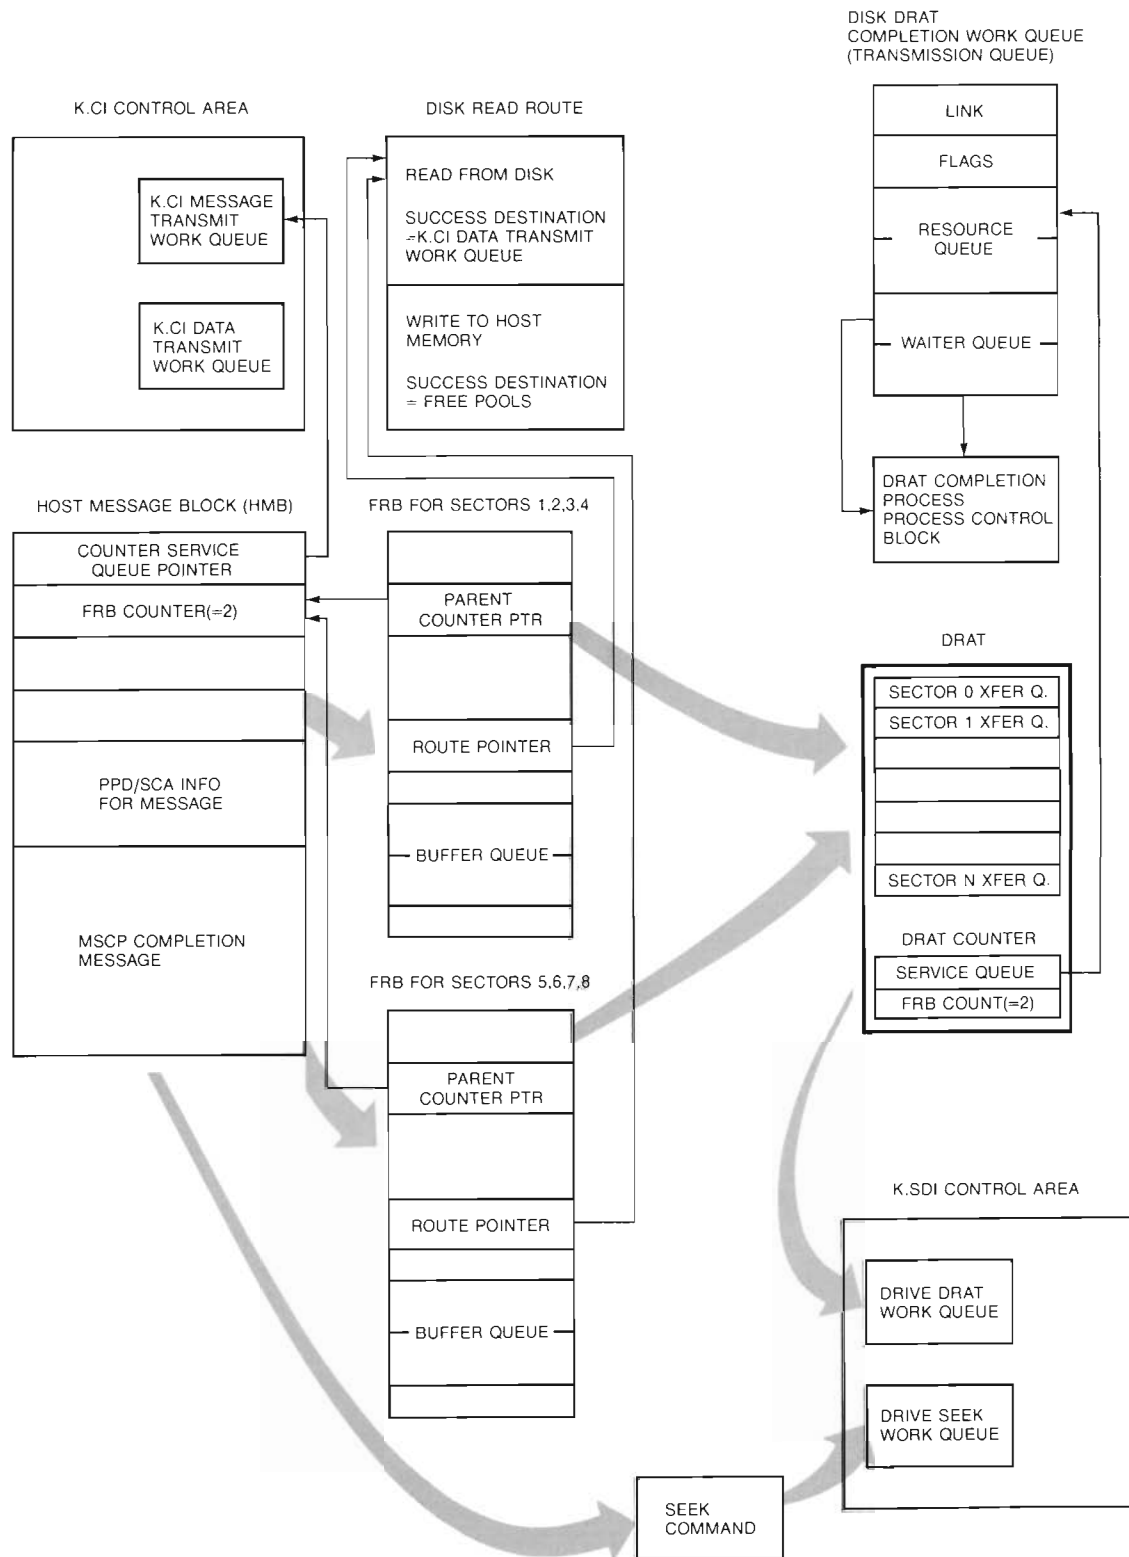 DISK DRAT
COMPLETION WORK QUEUE
(TRANSMISSION QUEUE)
K.CI CONTROL AREA
K.CI MESSAGE
TRANSMIT
WORK QUEUE
K.CI DATA
TRANSMIT
WORK QUEUE
DISK READ ROUTE
READ FROM DISK
SUCCESS DESTINATION
=K.CI DATA TRANSMIT
WORK QUEUE
WRITE TO HOST
MEMORY
SUCCESS DESTINATION
= FREE POOLS
LINK
FLAGS
RESOURCE
QUEUE
WAITER QUEUE
DRAT COMPLETION
PROCESS
PROCESS CONTROL
BLOCK
HOST MESSAGE BLOCK (HMB)
COUNTER SERVICE
QUEUE POINTER
FRB COUNTER(=2)
PPD/SCA INFO
FOR MESSAGE
MSCP COMPLETION
MESSAGE
FRB FOR SECTORS 1,2,3,4
PARENT
COUNTER PTR
ROUTE POINTER
BUFFER QUEUE
FRB FOR SECTORS 5,6,7,8
PARENT
COUNTER PTR
ROUTE POINTER
BUFFER QUEUE
DRAT
SECTOR 0 XFER Q.
SECTOR 1 XFER Q.
SECTOR N XFER Q.
DRAT COUNTER
SERVICE QUEUE
FRB COUNT(=2)
K.SDI CONTROL AREA
DRIVE DRAT
WORK QUEUE
DRIVE SEEK
WORK QUEUE
SEEK
COMMAND